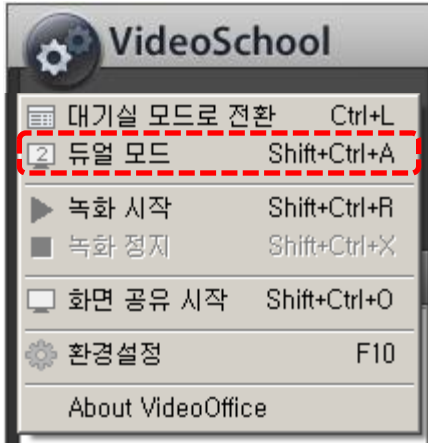 VideoSchool
대기실 모드로 전환 Ctrl+L
2 듀얼 모드 Shift+Ctrl+A
녹화 시작 Shift+Ctrl+R
녹화 정지 Shift+Ctrl+X
화면 공유 시작 Shift+Ctrl+O
환경설정 F10
About VideoOffice